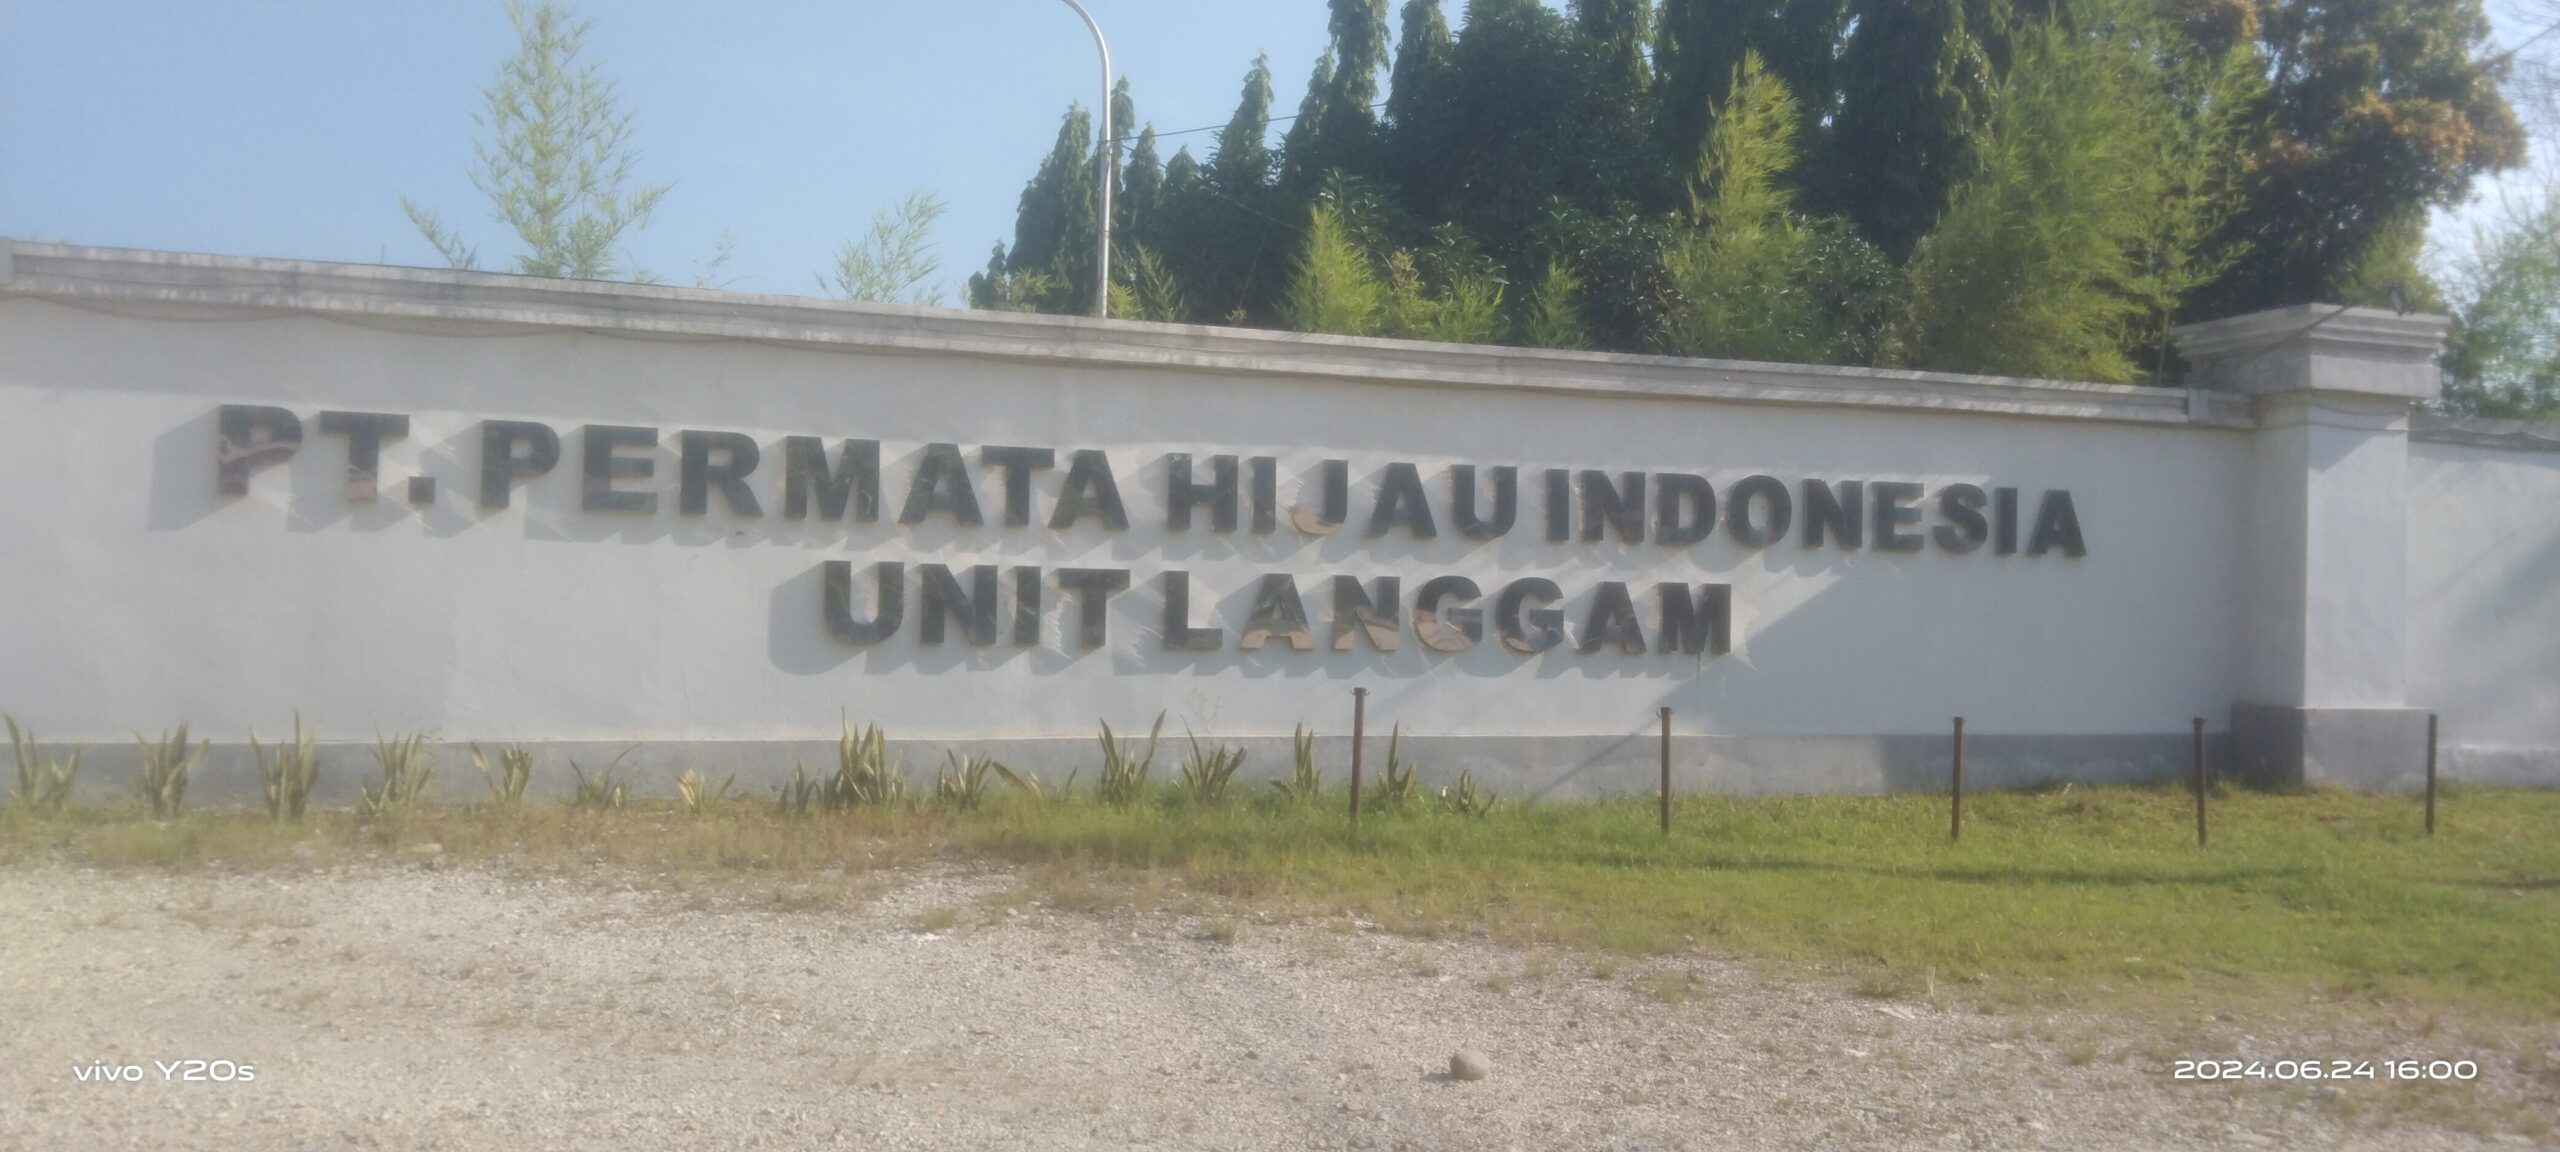 PT. PERMATA HIJAU INDONESIA
UNIT LANGGAM
vivo Y20s
2024.06.24 16:00